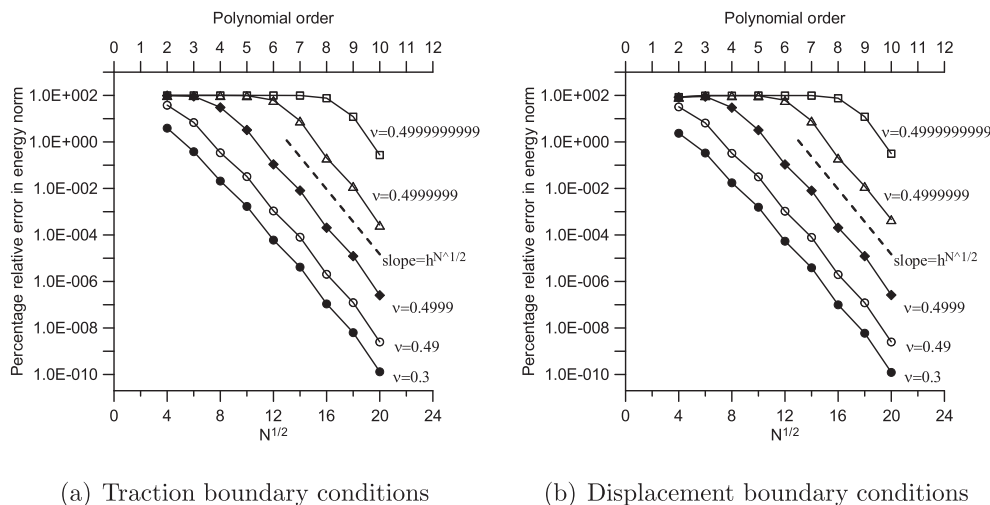 Polynomial order
0 1 2 3 4 5 6 7 8 9 10 12
Percentage relative error in energy norm
1.0E+002
1.0E+000
1.0E-002
1.0E-004
1.0E-006
1.0E-008
1.0E-010
ν=0.4999999999
ν=0.4999999
slope=h^N^1/2
ν=0.4999
ν=0.49
ν=0.3
0 4 8 12 16 20 24
N^1/2
(a) Traction boundary conditions
Polynomial order
0 1 2 3 4 5 6 7 8 9 10 12
Percentage relative error in energy norm
1.0E+002
1.0E+000
1.0E-002
1.0E-004
1.0E-006
1.0E-008
1.0E-010
ν=0.4999999999
ν=0.4999999
slope=h^N^1/2
ν=0.4999
ν=0.49
ν=0.3
0 4 8 12 16 20 24
N^1/2
(b) Displacement boundary conditions